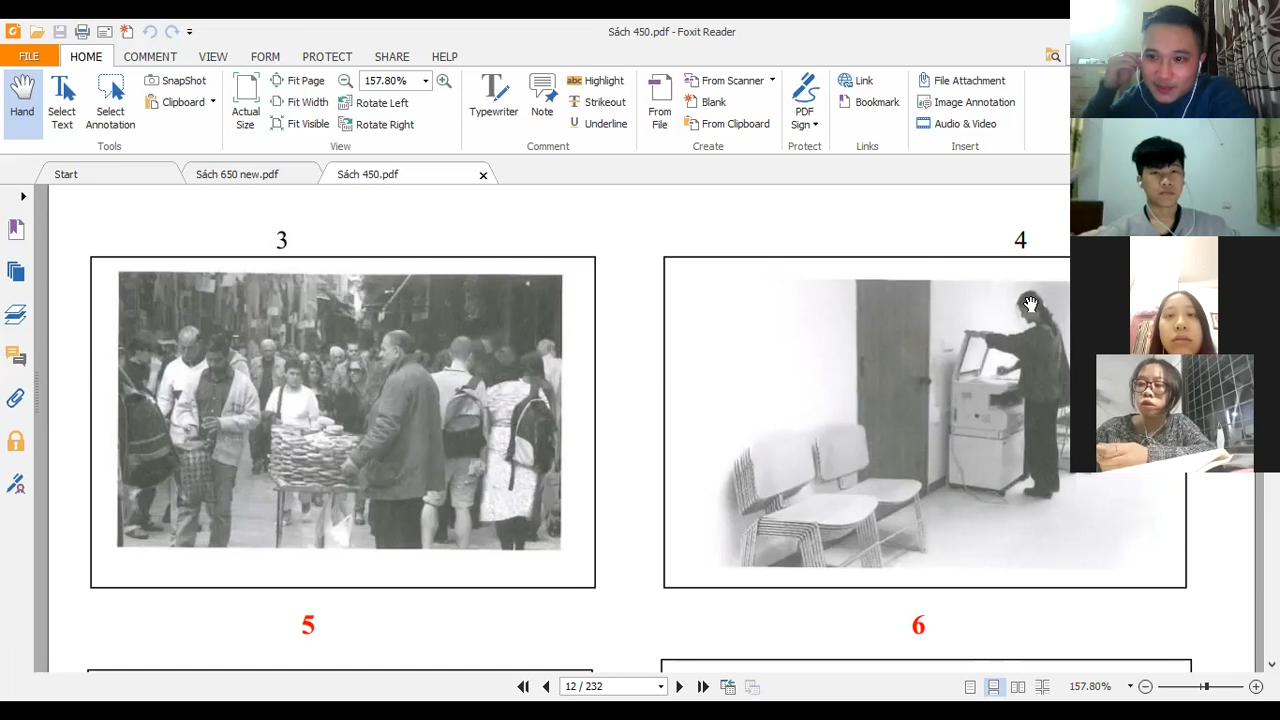 Sách 450.pdf - Foxit Reader
FILE HOME COMMENT VIEW FORM PROTECT SHARE HELP
Hand
Select Text
Select Annotation
SnapShot
Clipboard
Tools
Actual Size
Fit Page
Fit Width
Fit Visible
157.80%
Rotate Left
Rotate Right
View
Typewriter
Note
abc Highlight
Strikeout
U Underline
Comment
From File
From Scanner
Blank
From Clipboard
Create
PDF Sign
Protect
Link
Bookmark
Links
File Attachment
Image Annotation
Audio & Video
Insert
Start
Sách 650 new.pdf
Sách 450.pdf
3
4
5
6
12 / 232
157.80%